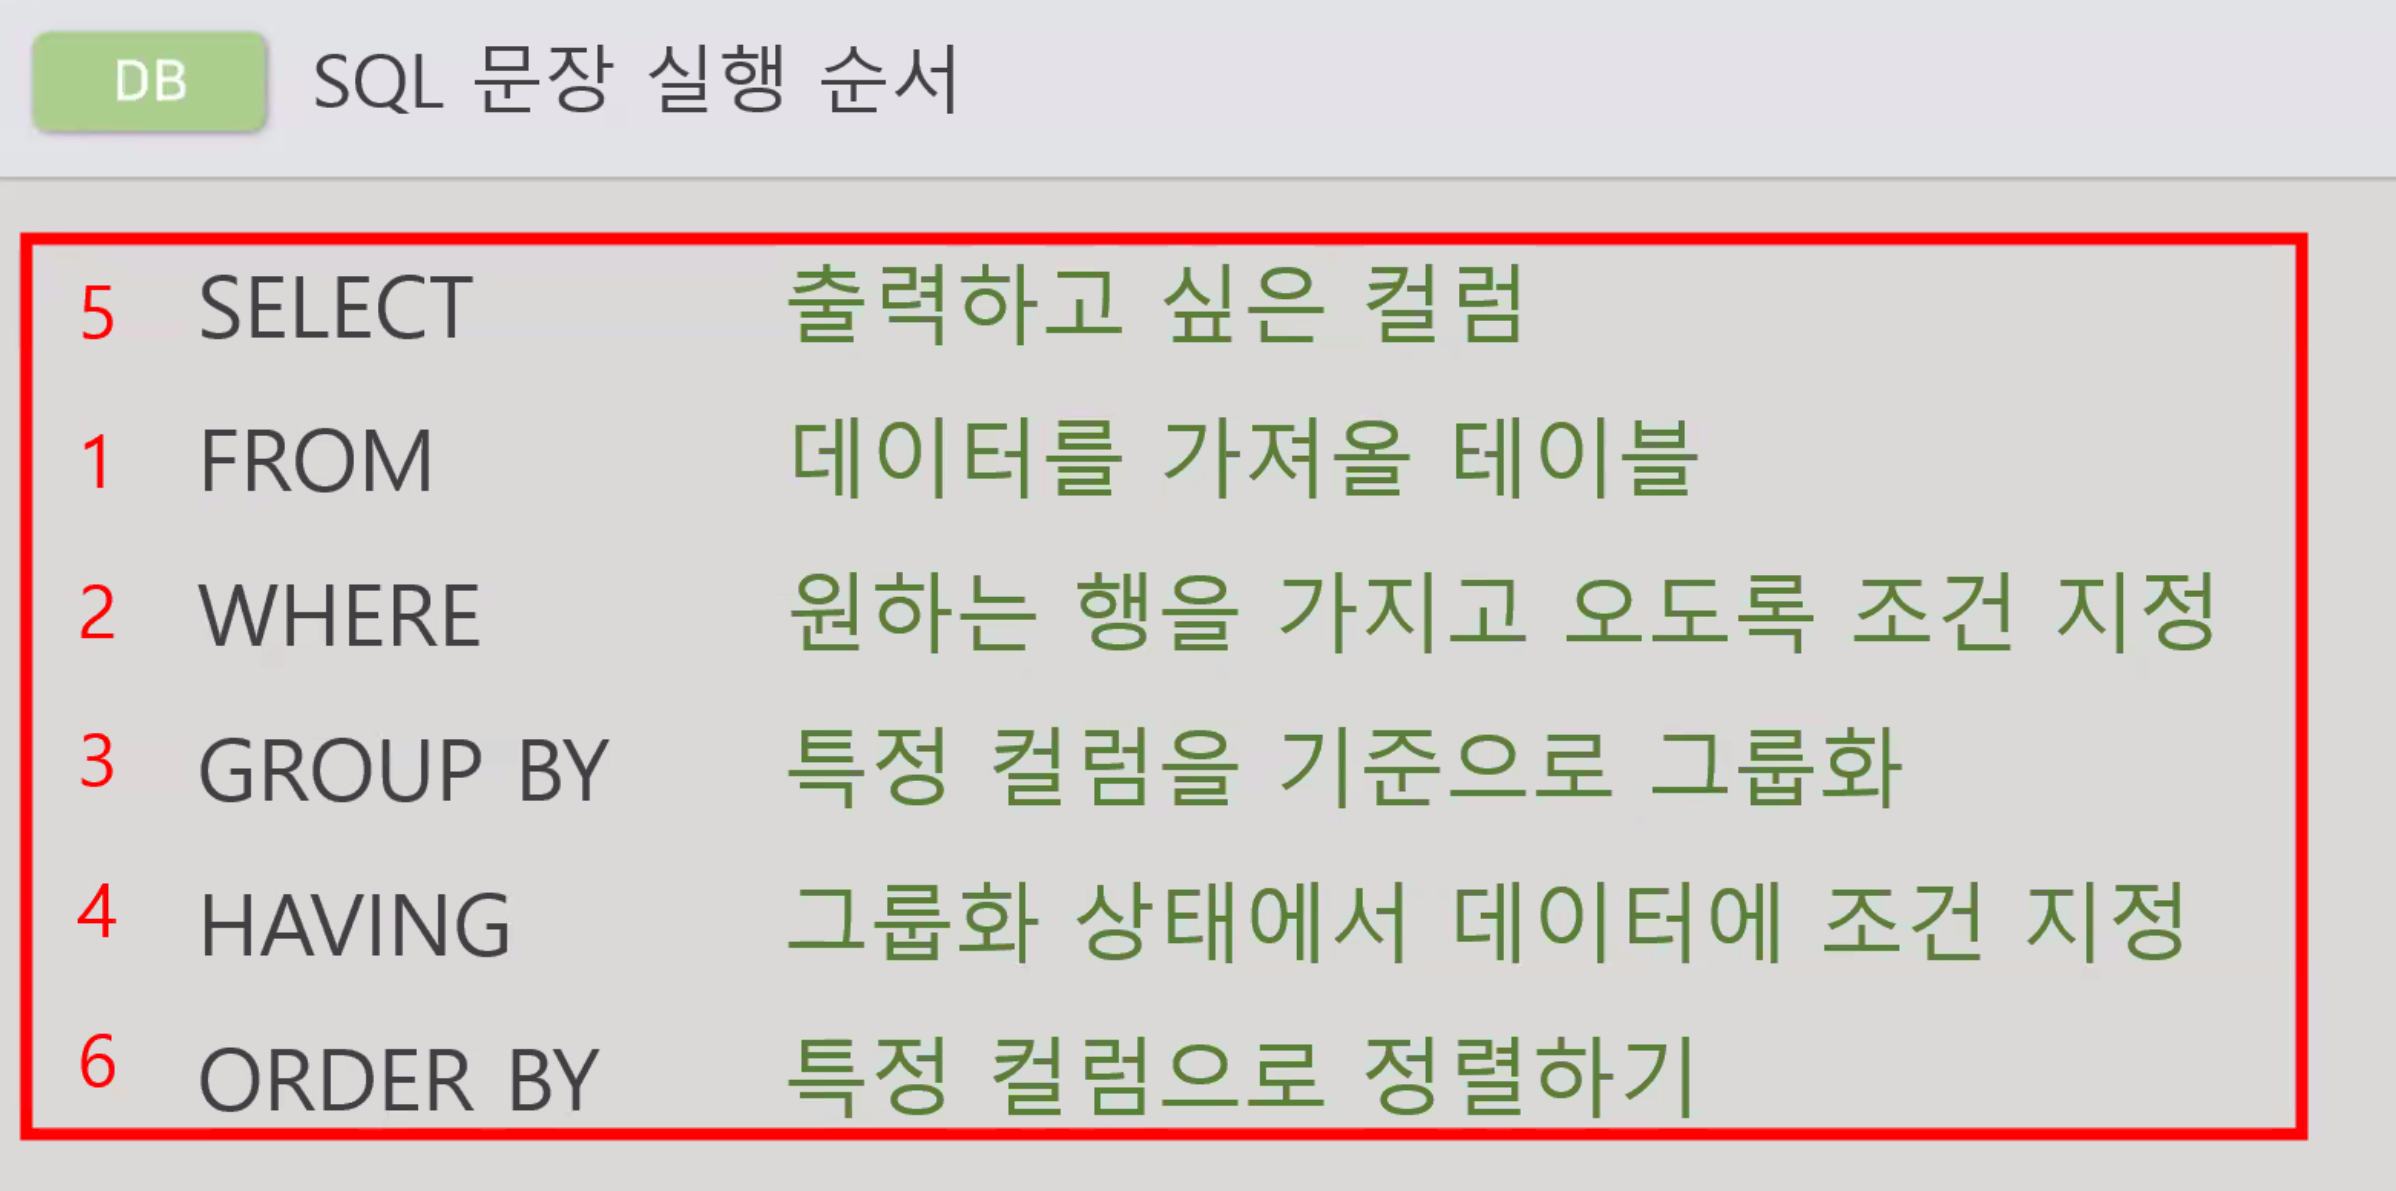 DB SQL 문장 실행 순서
5 SELECT 출력하고 싶은 컬럼
1 FROM 데이터를 가져올 테이블
2 WHERE 원하는 행을 가지고 오도록 조건 지정
3 GROUP BY 특정 컬럼을 기준으로 그룹화
4 HAVING 그룹화 상태에서 데이터에 조건 지정
6 ORDER BY 특정 컬럼으로 정렬하기